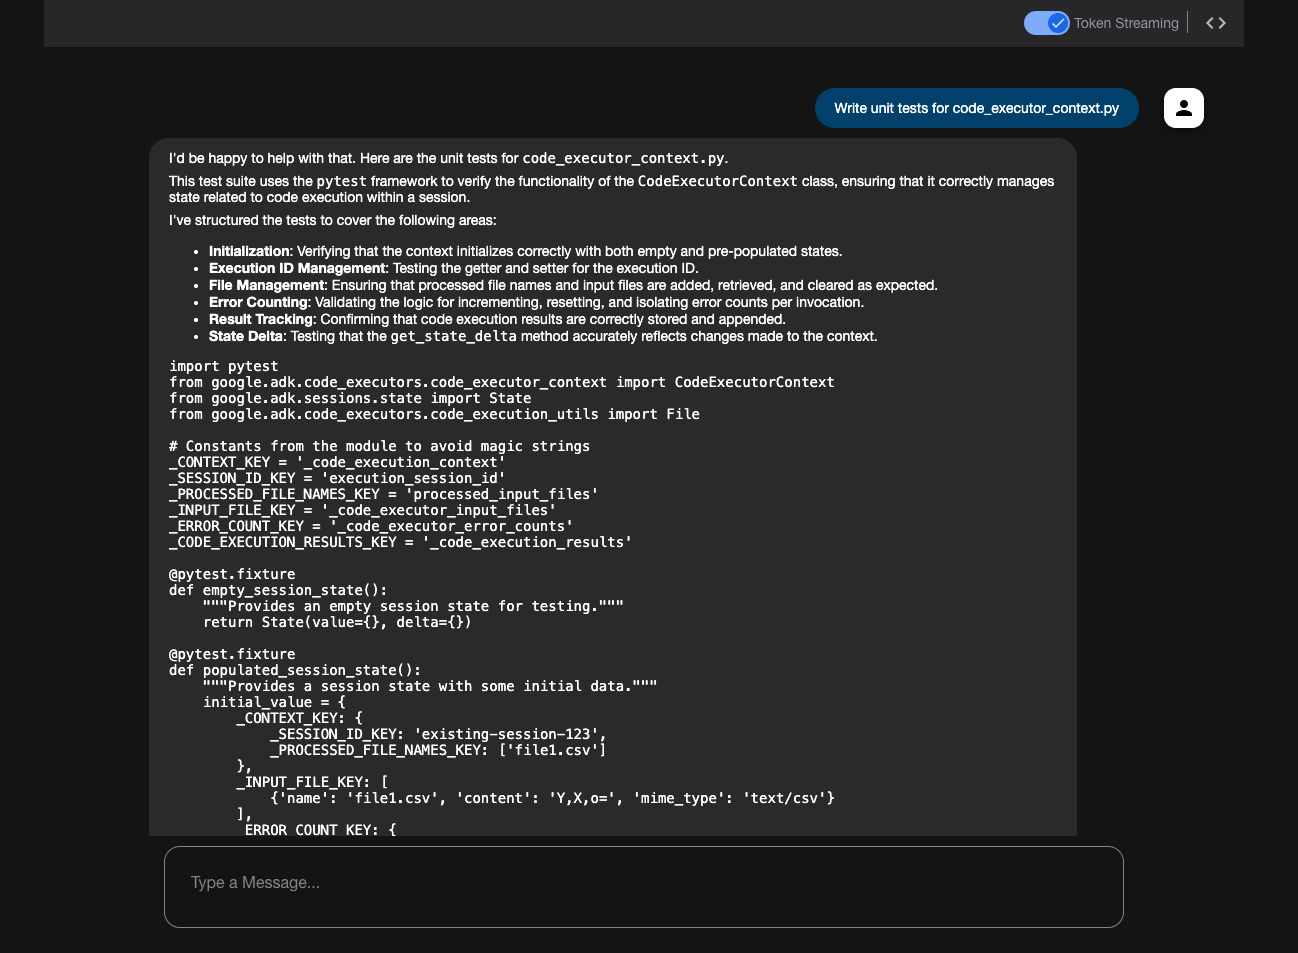 Token Streaming
Write unit tests for code_executor_context.py
I'd be happy to help with that. Here are the unit tests for code_executor_context.py.
This test suite uses the pytest framework to verify the functionality of the CodeExecutorContext class, ensuring that it correctly manages
state related to code execution within a session.
I've structured the tests to cover the following areas:
• Initialization: Verifying that the context initializes correctly with both empty and pre-populated states.
• Execution ID Management: Testing the getter and setter for the execution ID.
• File Management: Ensuring that processed file names and input files are added, retrieved, and cleared as expected.
• Error Counting: Validating the logic for incrementing, resetting, and isolating error counts per invocation.
• Result Tracking: Confirming that code execution results are correctly stored and appended.
• State Delta: Testing that the get_state_delta method accurately reflects changes made to the context.
import pytest
from google.adk.code_executors.code_executor_context import CodeExecutorContext
from google.adk.sessions.state import State
from google.adk.code_executors.code_execution_utils import File
# Constants from the module to avoid magic strings
_CONTEXT_KEY = '_code_execution_context'
_SESSION_ID_KEY = 'execution_session_id'
_PROCESSED_FILE_NAMES_KEY = 'processed_input_files'
_INPUT_FILE_KEY = '_code_executor_input_files'
_ERROR_COUNT_KEY = '_code_executor_error_counts'
_CODE_EXECUTION_RESULTS_KEY = '_code_execution_results'
@pytest.fixture
def empty_session_state():
    """Provides an empty session state for testing."""
    return State(value={}, delta={})
@pytest.fixture
def populated_session_state():
    """Provides a session state with some initial data."""
    initial_value = {
        _CONTEXT_KEY: {
            _SESSION_ID_KEY: 'existing-session-123',
            _PROCESSED_FILE_NAMES_KEY: ['file1.csv']
        },
        _INPUT_FILE_KEY: [
            {'name': 'file1.csv', 'content': 'Y,X,o=', 'mime_type': 'text/csv'}
        ],
        _ERROR_COUNT_KEY: {
Type a Message...